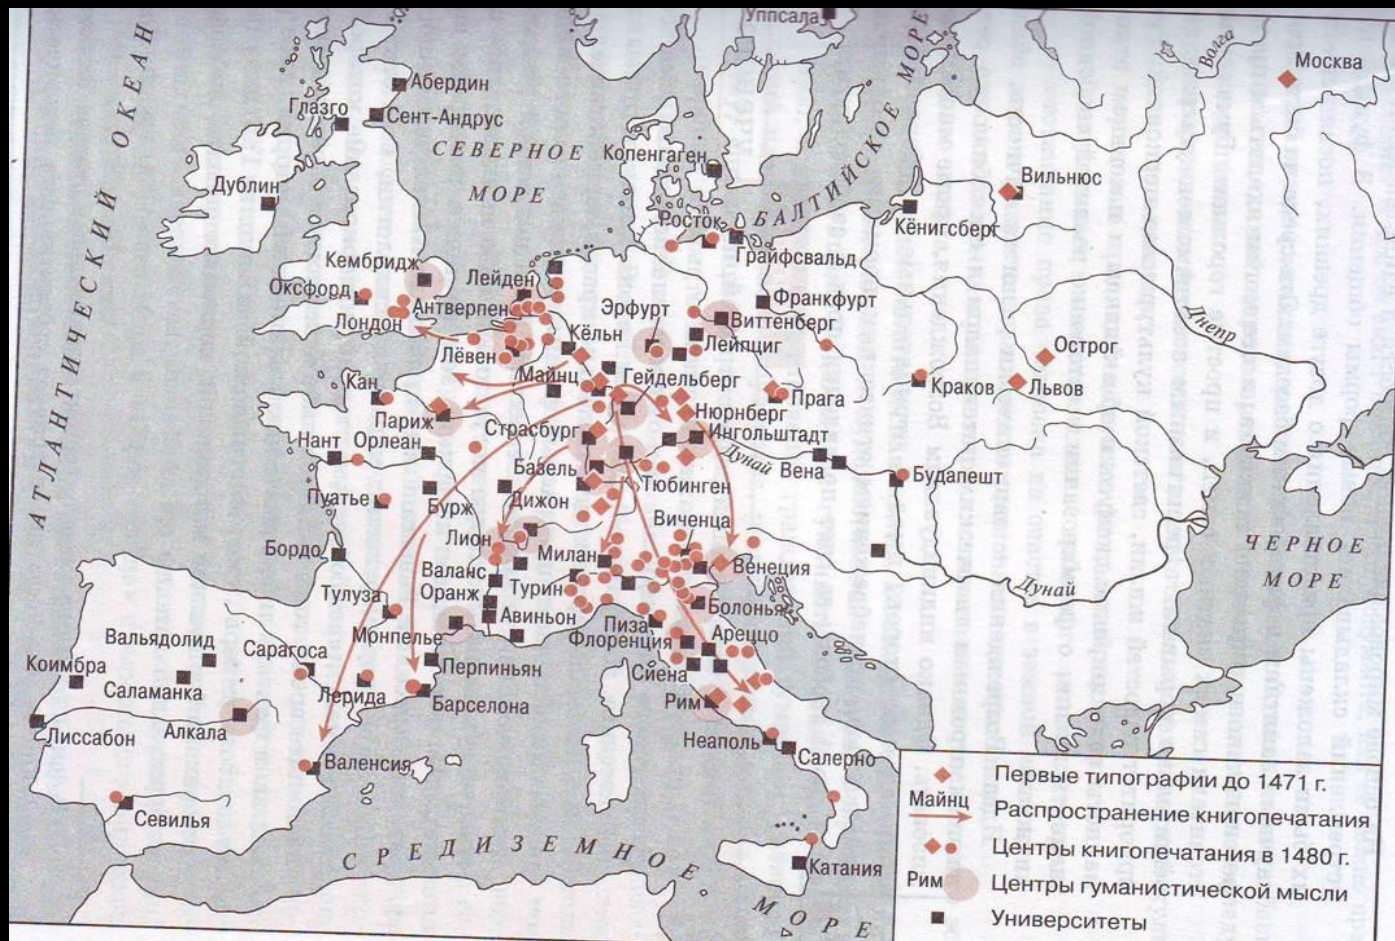 Уппсала
Волга
Москва
АТЛАНТИЧЕСКИЙ ОКЕАН
Абердин
Глазго
Сент-Андрус
СЕВЕРНОЕ
МОРЕ
Копенгаген
БАЛТИЙСКОЕ МОРЕ
Вильнюс
Дублин
Кёнигсберг
Росток
Грайфсвальд
Кембридж
Лейден
Оксфорд
Антверпен
Эрфурт
Франкфурт
Виттенберг
Лондон
Кёльн
Лейпциг
Днепр
Лёвен
Острог
Кан
Майнц
Гейдельберг
Прага
Краков
Львов
Париж
Нюрнберг
Страсбург
Ингольштадт
Нант
Орлеан
Дунай
Вена
Базель
Будапешт
Тюбинген
Пуатье
Бурж
Дижон
Виченца
Лион
Бордо
Милан
Венеция
ЧЕРНОЕ
МОРЕ
Валанс
Турин
Дунай
Тулуза
Оранж
Болонья
Авиньон
Пиза
Монпелье
Флоренция
Ареццо
Вальядолид
Сарагоса
Коимбра
Перпиньян
Сиена
Саламанка
Лерида
Рим
Барселона
Алкала
Лиссабон
Неаполь
Салерно
Валенсия
Севилья
СРЕДИЗЕМНОЕ
МОРЕ
Катания
Первые типографии до 1471 г.
Майнц
Распространение книгопечатания
Центры книгопечатания в 1480 г.
Рим
Центры гуманистической мысли
Университеты